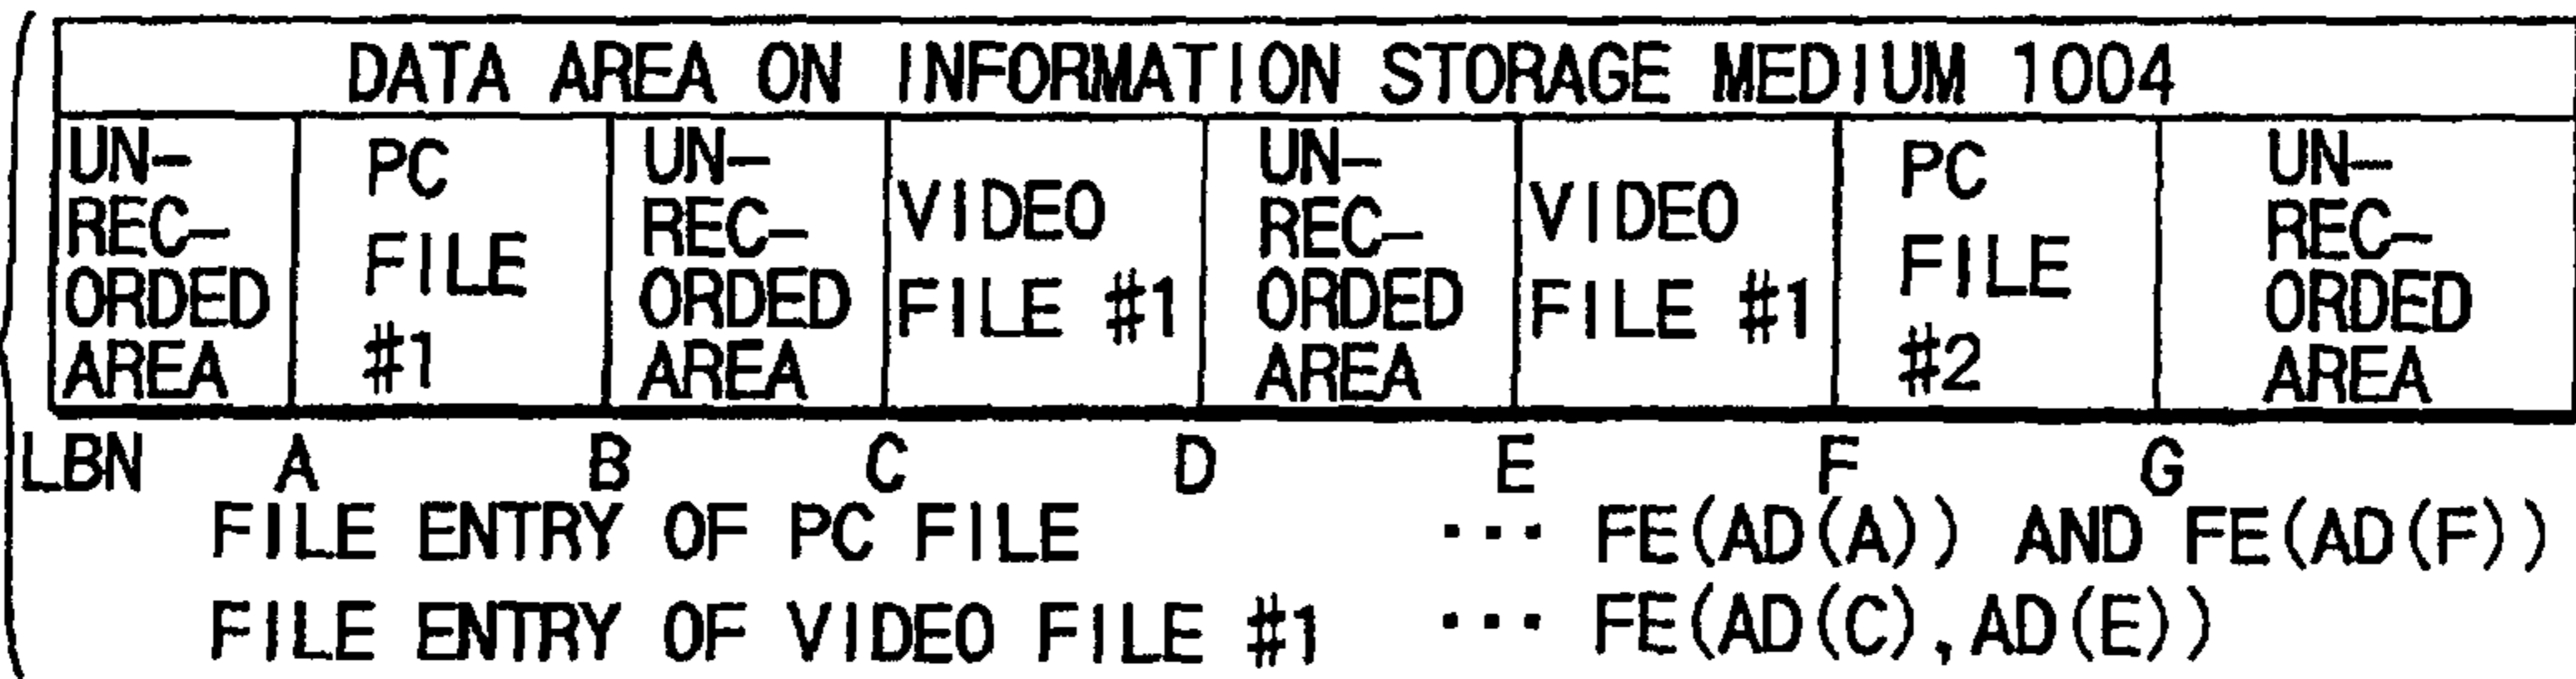 DATA AREA ON INFORMATION STORAGE MEDIUM 1004
UN-
REC-
ORDED
AREA
PC
FILE
#1
UN-
REC-
ORDED
AREA
VIDEO
FILE #1
UN-
REC-
ORDED
AREA
VIDEO
FILE #1
PC
FILE
#2
UN-
REC-
ORDED
AREA
LBN A B C D E F G
FILE ENTRY OF PC FILE ··· FE(AD(A)) AND FE(AD(F))
FILE ENTRY OF VIDEO FILE #1 ··· FE(AD(C),AD(E))